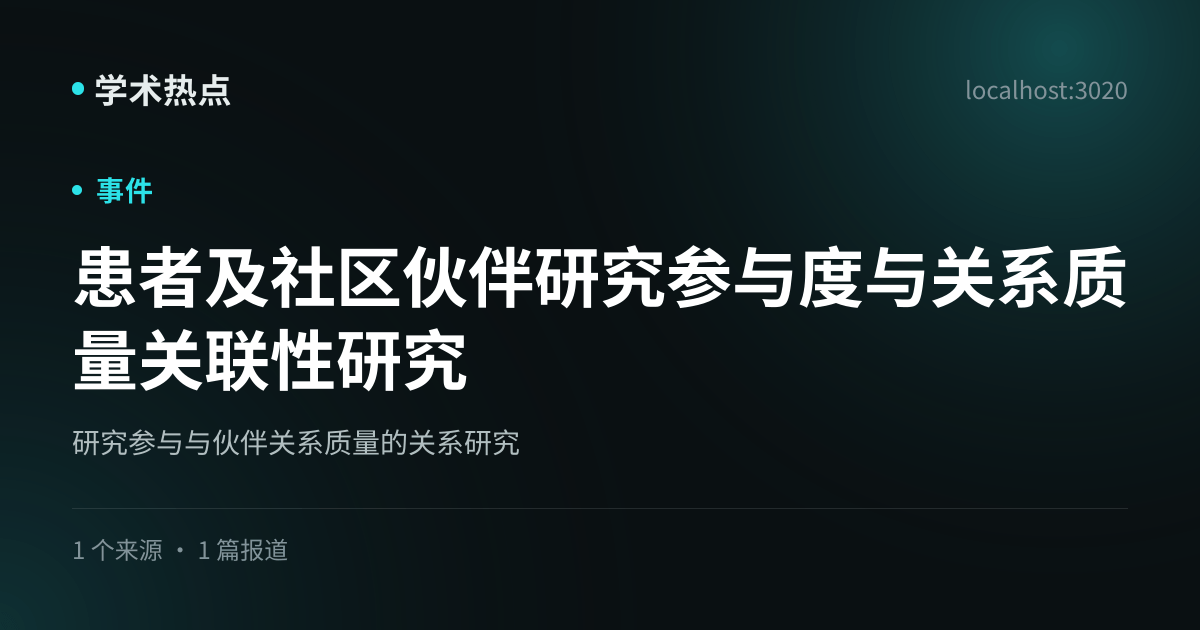 学术热点
localhost:3020
事件
患者及社区伙伴研究参与度与关系质
量关联性研究
研究参与与伙伴关系质量的关系研究
1 个来源 · 1 篇报道